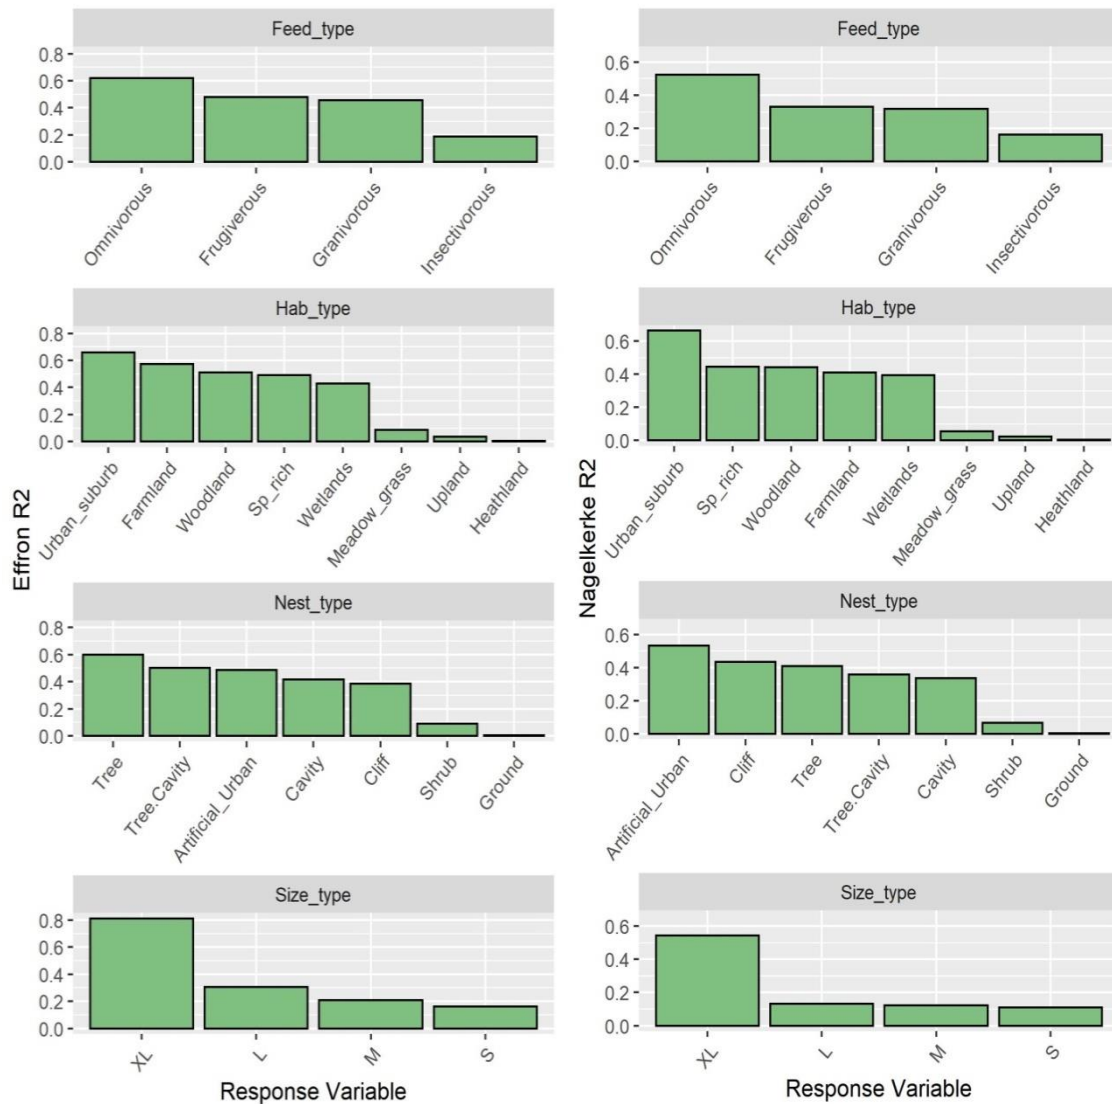 Feed_type
0.8
0.6
0.4
0.2
0.0
Omnivorous
Frugiverous
Granivorous
Insectivorous
Hab_type
0.8
0.6
0.4
0.2
0.0
Urban_suburb
Farmland
Woodland
Sp_rich
Wetlands
Meadow_grass
Upland
Heathland
Effron R2
Nest_type
0.8
0.6
0.4
0.2
0.0
Tree
Tree.Cavity
Artificial_Urban
Cavity
Cliff
Shrub
Ground
Size_type
0.8
0.6
0.4
0.2
0.0
XL
L
M
S
Response Variable
Feed_type
0.6
0.4
0.2
0.0
Omnivorous
Frugiverous
Granivorous
Insectivorous
Hab_type
0.6
0.4
0.2
0.0
Urban_suburb
Sp_rich
Woodland
Farmland
Wetlands
Meadow_grass
Upland
Heathland
Nagelkerke R2
Nest_type
0.6
0.4
0.2
0.0
Artificial_Urban
Cliff
Tree
Tree.Cavity
Cavity
Shrub
Ground
Size_type
0.6
0.4
0.2
0.0
XL
L
M
S
Response Variable